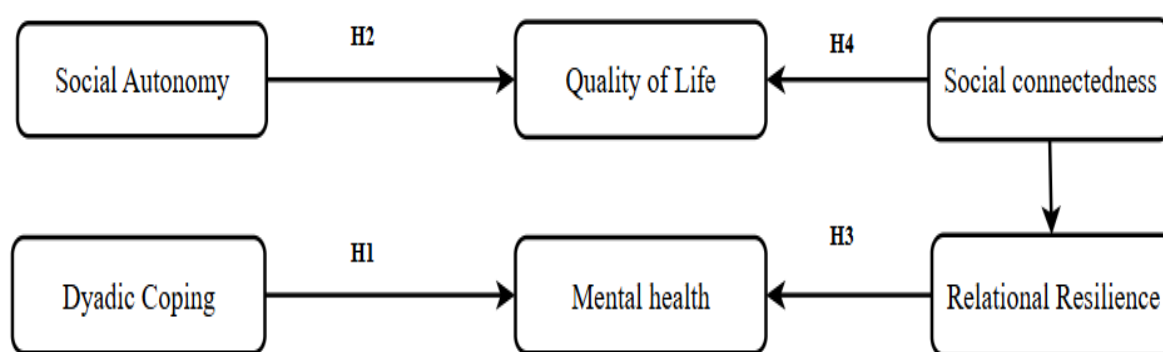 H2
H4
Social Autonomy
Quality of Life
Social connectedness
H1
H3
Dyadic Coping
Mental health
Relational Resilience